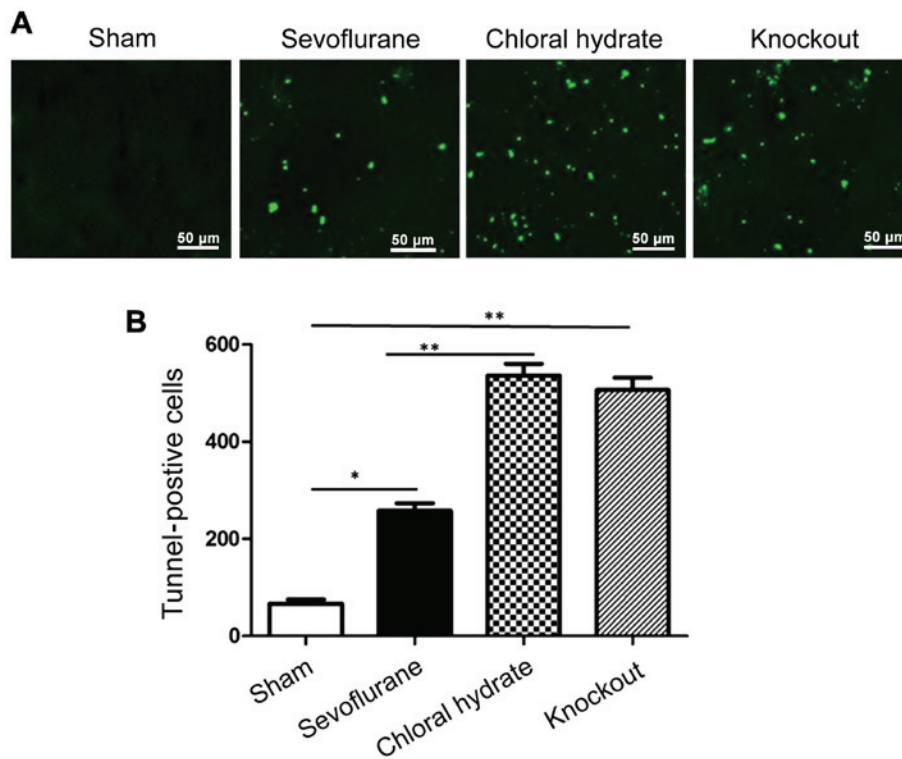 A
Sham Sevoflurane Chloral hydrate Knockout
50 µm 50 µm 50 µm 50 µm
B
**
**
*
Tunnel-postive cells
600
400
200
0
Sham
Sevoflurane
Chloral hydrate
Knockout